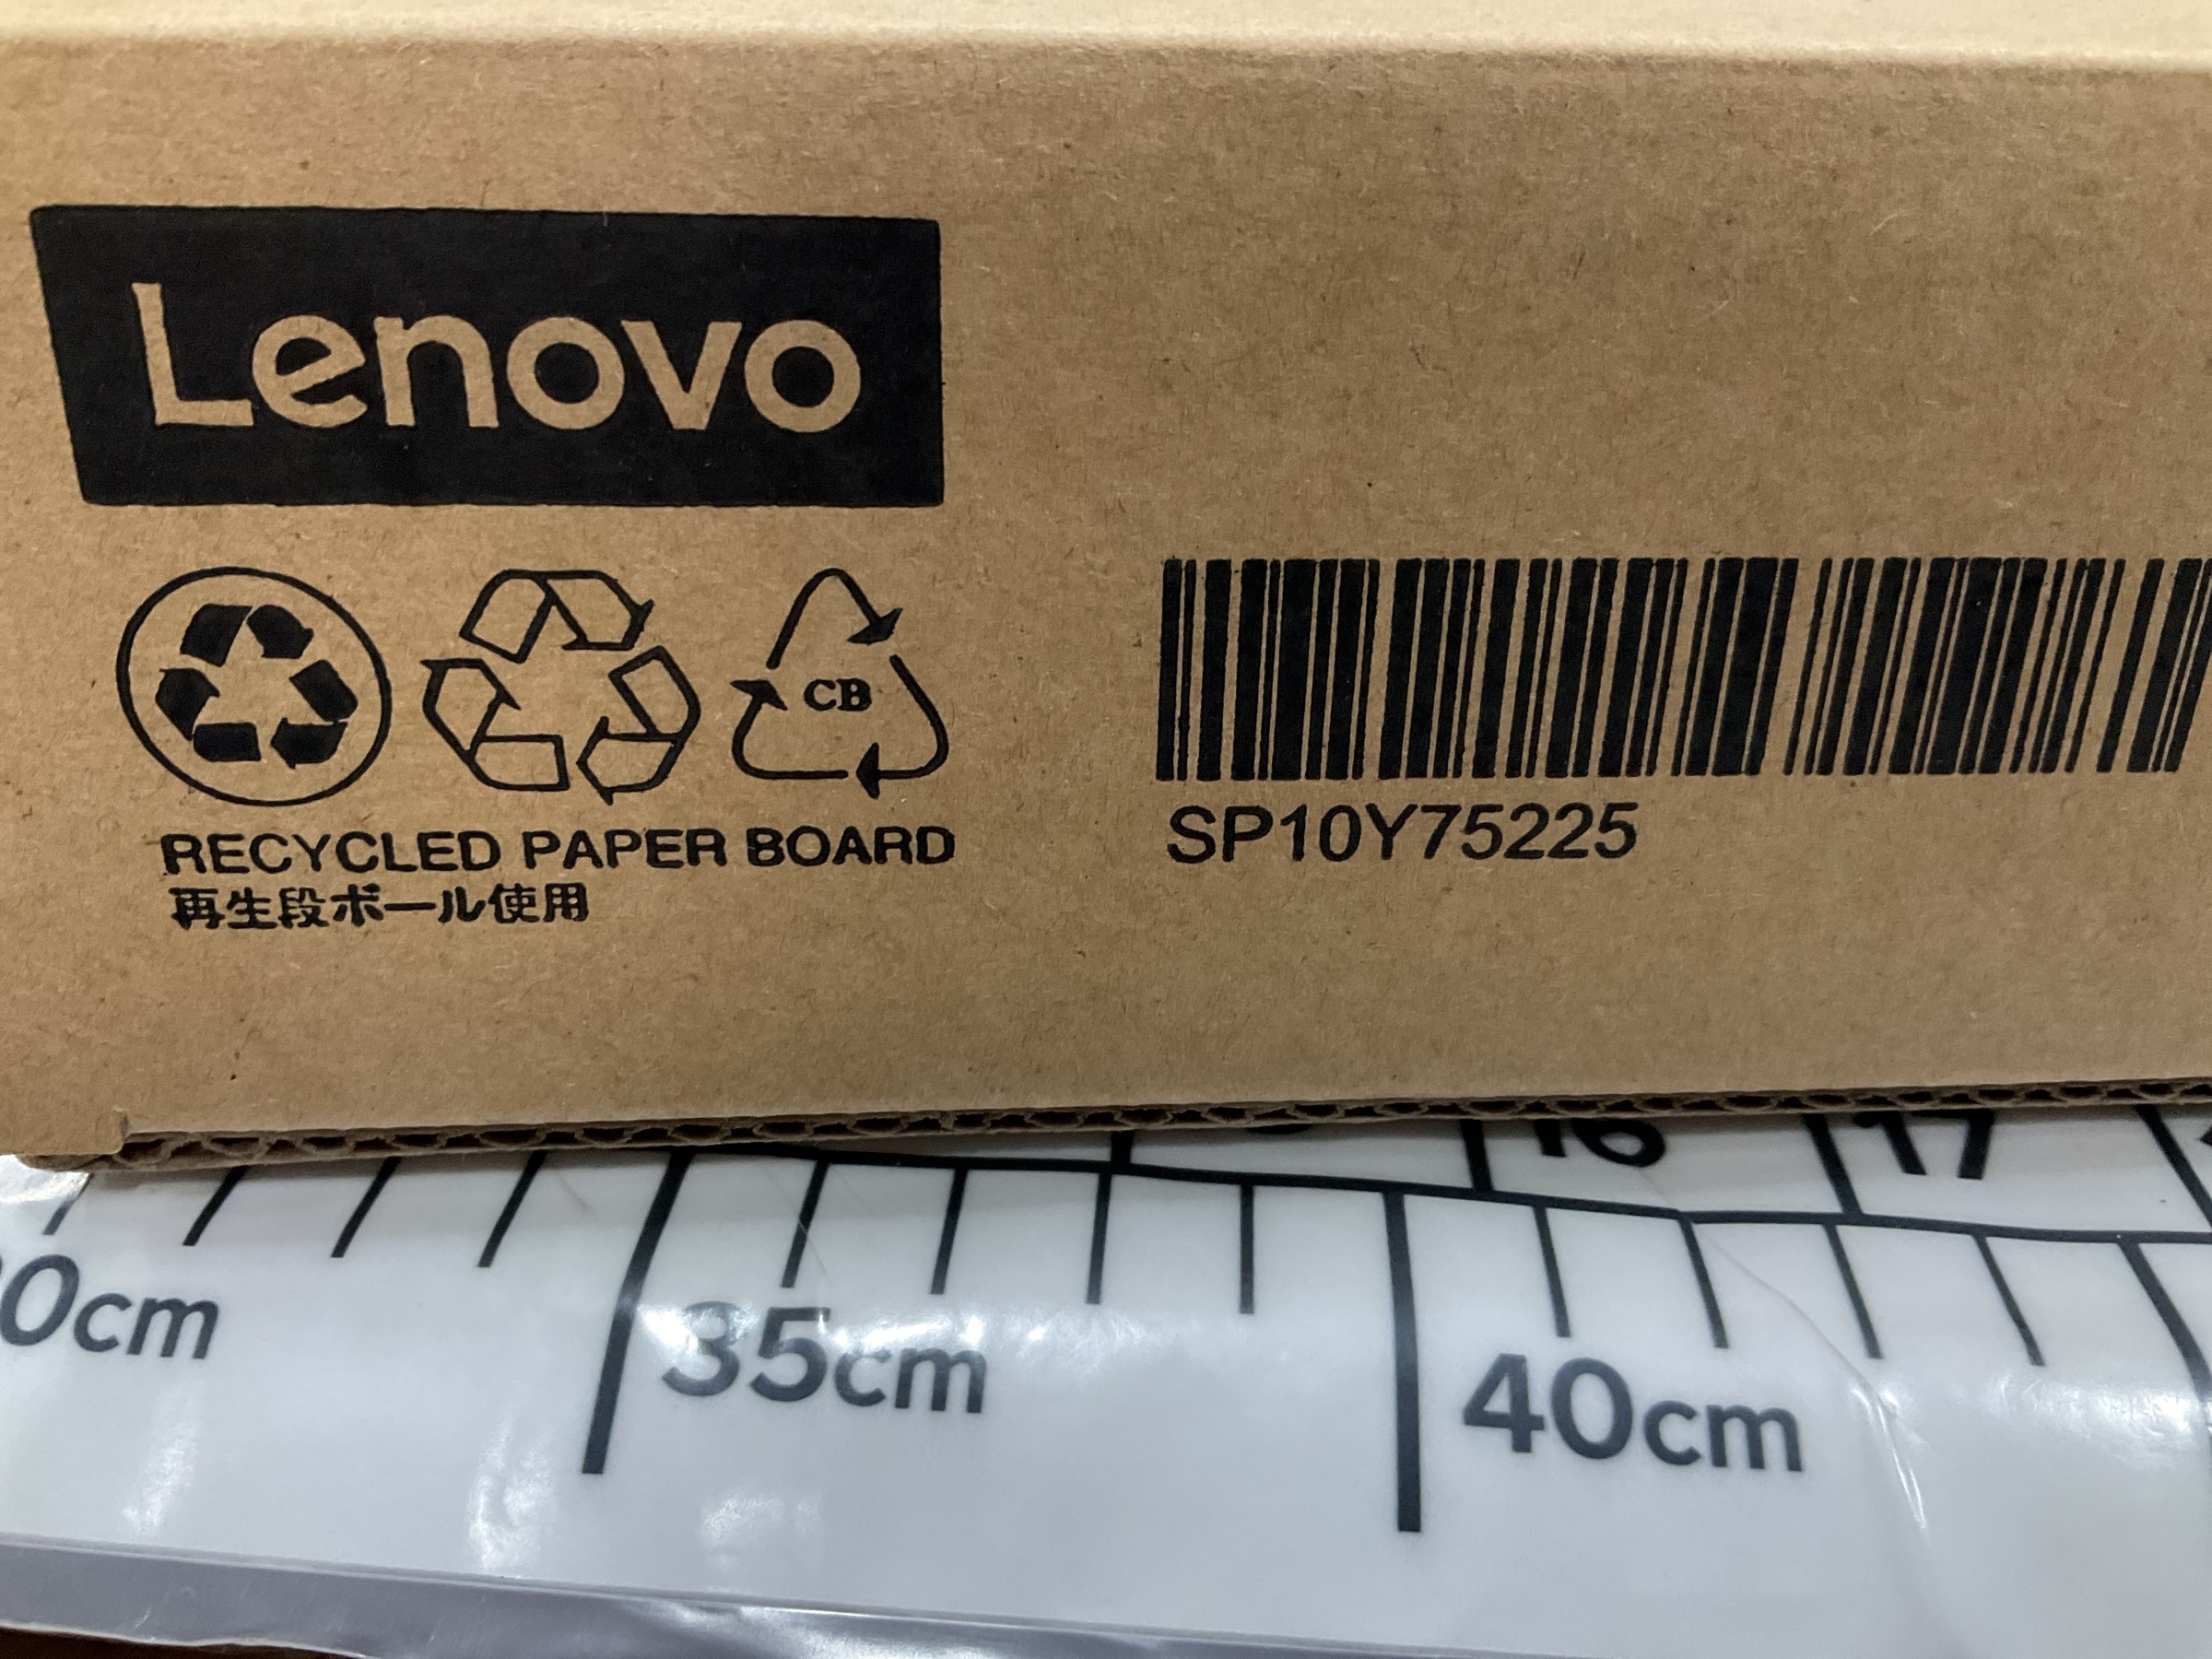 Lenovo
CB
RECYCLED PAPER BOARD
再生段ボール使用
SP10Y75225
16 17
0cm 35cm 40cm